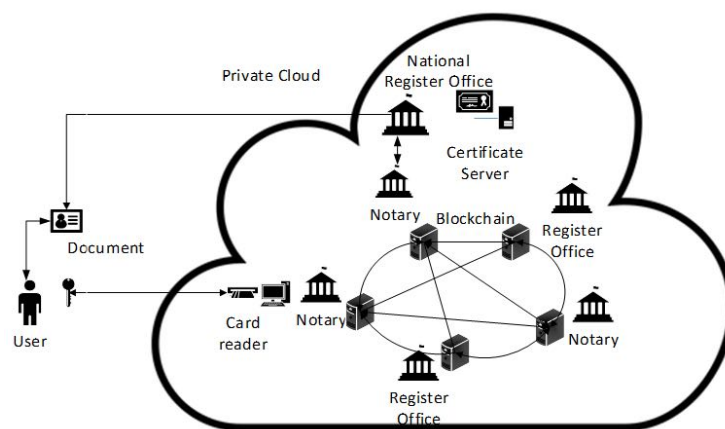 National
Private Cloud
Register Office
Certificate
Server
Notary
Blockchain
Register
Office
Document
User
Card
reader
Notary
Notary
Register
Office